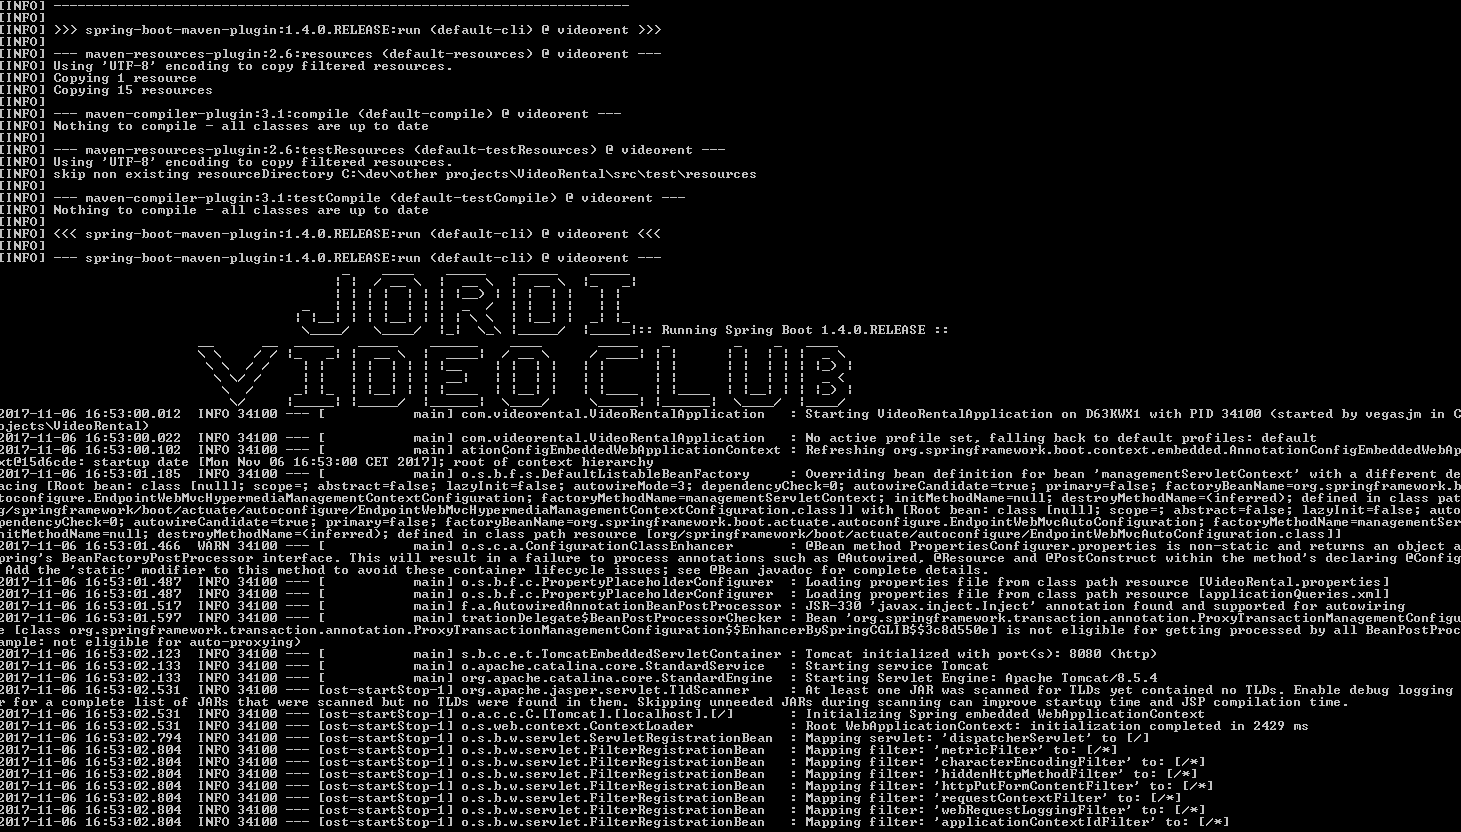 [INFO] ------------------------------------------------------------------------
[INFO]
[INFO] >>> spring-boot-maven-plugin:1.4.0.RELEASE:run (default-cli) @ videorent >>>
[INFO]
[INFO] --- maven-resources-plugin:2.6:resources (default-resources) @ videorent ---
[INFO] Using 'UTF-8' encoding to copy filtered resources.
[INFO] Copying 1 resource
[INFO] Copying 15 resources
[INFO]
[INFO] --- maven-compiler-plugin:3.1:compile (default-compile) @ videorent ---
[INFO] Nothing to compile - all classes are up to date
[INFO]
[INFO] --- maven-resources-plugin:2.6:testResources (default-testResources) @ videorent ---
[INFO] Using 'UTF-8' encoding to copy filtered resources.
[INFO] skip non existing resourceDirectory C:\dev\other projects\VideoRental\src\test\resources
[INFO]
[INFO] --- maven-compiler-plugin:3.1:testCompile (default-testCompile) @ videorent ---
[INFO] Nothing to compile - all classes are up to date
[INFO]
[INFO] <<< spring-boot-maven-plugin:1.4.0.RELEASE:run (default-cli) @ videorent <<<
[INFO]
[INFO] --- spring-boot-maven-plugin:1.4.0.RELEASE:run (default-cli) @ videorent ---
JORDI
:: Running Spring Boot 1.4.0.RELEASE ::
VIDEO CLUB
2017-11-06 16:53:00.012  INFO 34100 --- [           main] com.videorental.VideoRentalApplication   : Starting VideoRentalApplication on D63KWX1 with PID 34100 (started by vegasjm in C
ojects\VideoRental)
2017-11-06 16:53:00.022  INFO 34100 --- [           main] com.videorental.VideoRentalApplication   : No active profile set, falling back to default profiles: default
2017-11-06 16:53:00.102  INFO 34100 --- [           main] ationConfigEmbeddedWebApplicationContext : Refreshing org.springframework.boot.context.embedded.AnnotationConfigEmbeddedWebAp
xt@15d6cde: startup date [Mon Nov 06 16:53:00 CET 2017]; root of context hierarchy
2017-11-06 16:53:01.185  INFO 34100 --- [           main] o.s.b.f.s.DefaultListableBeanFactory     : Overriding bean definition for bean 'managementServletContext' with a different de
acing [Root bean: class [null]; scope=; abstract=false; lazyInit=false; autowireMode=3; dependencyCheck=0; autowireCandidate=true; primary=false; factoryBeanName=org.springframework.b
toconfigure.EndpointWebMvcHypermediaManagementContextConfiguration; factoryMethodName=managementServletContext; initMethodName=null; destroyMethodName=(inferred); defined in class pat
g/springframework/boot/actuate/autoconfigure/EndpointWebMvcHypermediaManagementContextConfiguration.class]] with [Root bean: class [null]; scope=; abstract=false; lazyInit=false; auto
pendencyCheck=0; autowireCandidate=true; primary=false; factoryBeanName=org.springframework.boot.actuate.autoconfigure.EndpointWebMvcAutoConfiguration; factoryMethodName=managementSer
nitMethodName=null; destroyMethodName=(inferred); defined in class path resource [org/springframework/boot/actuate/autoconfigure/EndpointWebMvcAutoConfiguration.class]]
2017-11-06 16:53:01.466  WARN 34100 --- [           main] o.s.c.a.ConfigurationClassEnhancer       : @Bean method PropertiesConfigurer.properties is non-static and returns an object a
pring's BeanFactoryPostProcessor interface. This will result in a failure to process annotations such as @Autowired, @Resource and @PostConstruct within the method's declaring @Config
 Add the 'static' modifier to this method to avoid these container lifecycle issues; see @Bean javadoc for complete details.
2017-11-06 16:53:01.487  INFO 34100 --- [           main] o.s.b.f.c.PropertyPlaceholderConfigurer  : Loading properties file from class path resource [VideoRental.properties]
2017-11-06 16:53:01.487  INFO 34100 --- [           main] o.s.b.f.c.PropertyPlaceholderConfigurer  : Loading properties file from class path resource [applicationQueries.xml]
2017-11-06 16:53:01.517  INFO 34100 --- [           main] f.a.AutowiredAnnotationBeanPostProcessor : JSR-330 'javax.inject.Inject' annotation found and supported for autowiring
2017-11-06 16:53:01.597  INFO 34100 --- [           main] trationDelegate$BeanPostProcessorChecker : Bean 'org.springframework.transaction.annotation.ProxyTransactionManagementConfigu
e [class org.springframework.transaction.annotation.ProxyTransactionManagementConfiguration$$EnhancerBySpringCGLIB$$3c8d550e] is not eligible for getting processed by all BeanPostProc
ample: not eligible for auto-proxying)
2017-11-06 16:53:02.123  INFO 34100 --- [           main] s.b.c.e.t.TomcatEmbeddedServletContainer : Tomcat initialized with port(s): 8080 (http)
2017-11-06 16:53:02.133  INFO 34100 --- [           main] o.apache.catalina.core.StandardService   : Starting service Tomcat
2017-11-06 16:53:02.133  INFO 34100 --- [           main] org.apache.catalina.core.StandardEngine  : Starting Servlet Engine: Apache Tomcat/8.5.4
2017-11-06 16:53:02.531  INFO 34100 --- [ost-startStop-1] org.apache.jasper.servlet.TldScanner     : At least one JAR was scanned for TLDs yet contained no TLDs. Enable debug logging
r for a complete list of JARs that were scanned but no TLDs were found in them. Skipping unneeded JARs during scanning can improve startup time and JSP compilation time.
2017-11-06 16:53:02.531  INFO 34100 --- [ost-startStop-1] o.a.c.c.C.[Tomcat].[localhost].[/]       : Initializing Spring embedded WebApplicationContext
2017-11-06 16:53:02.531  INFO 34100 --- [ost-startStop-1] o.s.web.context.ContextLoader            : Root WebApplicationContext: initialization completed in 2429 ms
2017-11-06 16:53:02.794  INFO 34100 --- [ost-startStop-1] o.s.b.w.servlet.ServletRegistrationBean  : Mapping servlet: 'dispatcherServlet' to [/]
2017-11-06 16:53:02.804  INFO 34100 --- [ost-startStop-1] o.s.b.w.servlet.FilterRegistrationBean   : Mapping filter: 'metricFilter' to: [/*]
2017-11-06 16:53:02.804  INFO 34100 --- [ost-startStop-1] o.s.b.w.servlet.FilterRegistrationBean   : Mapping filter: 'characterEncodingFilter' to: [/*]
2017-11-06 16:53:02.804  INFO 34100 --- [ost-startStop-1] o.s.b.w.servlet.FilterRegistrationBean   : Mapping filter: 'hiddenHttpMethodFilter' to: [/*]
2017-11-06 16:53:02.804  INFO 34100 --- [ost-startStop-1] o.s.b.w.servlet.FilterRegistrationBean   : Mapping filter: 'httpPutFormContentFilter' to: [/*]
2017-11-06 16:53:02.804  INFO 34100 --- [ost-startStop-1] o.s.b.w.servlet.FilterRegistrationBean   : Mapping filter: 'requestContextFilter' to: [/*]
2017-11-06 16:53:02.804  INFO 34100 --- [ost-startStop-1] o.s.b.w.servlet.FilterRegistrationBean   : Mapping filter: 'webRequestLoggingFilter' to: [/*]
2017-11-06 16:53:02.804  INFO 34100 --- [ost-startStop-1] o.s.b.w.servlet.FilterRegistrationBean   : Mapping filter: 'applicationContextIdFilter' to: [/*]